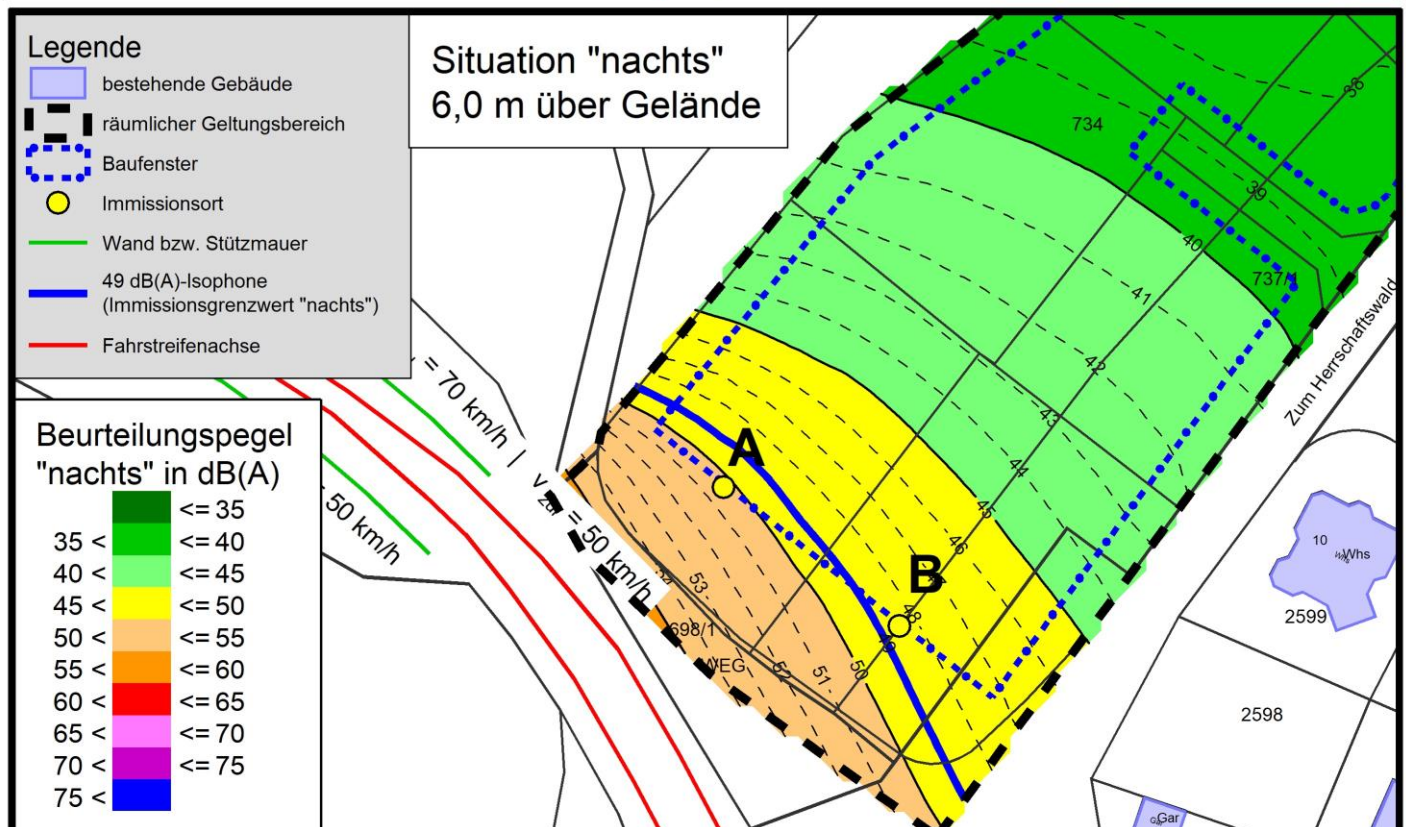 Legende
bestehende Gebäude
räumlicher Geltungsbereich
Baufenster
Immissionsort
Wand bzw. Stützmauer
49 dB(A)-Isophone
(Immissionsgrenzwert "nachts")
Fahrstreifenachse
Situation "nachts"
6,0 m über Gelände
Beurteilungspegel
"nachts" in dB(A)
<= 35
35 < <= 40
40 < <= 45
45 < <= 50
50 < <= 55
55 < <= 60
60 < <= 65
65 < <= 70
70 < <= 75
75 <
= 70 km/h | v zul = 50 km/h
50 km/h
38
734
39
40
737/1
41
42
43
44
45
46
48
49
50
51
52
53
A
B
698/1
WEG
Zum Herrschaftswald
10
Whs
2599
2598
Gar